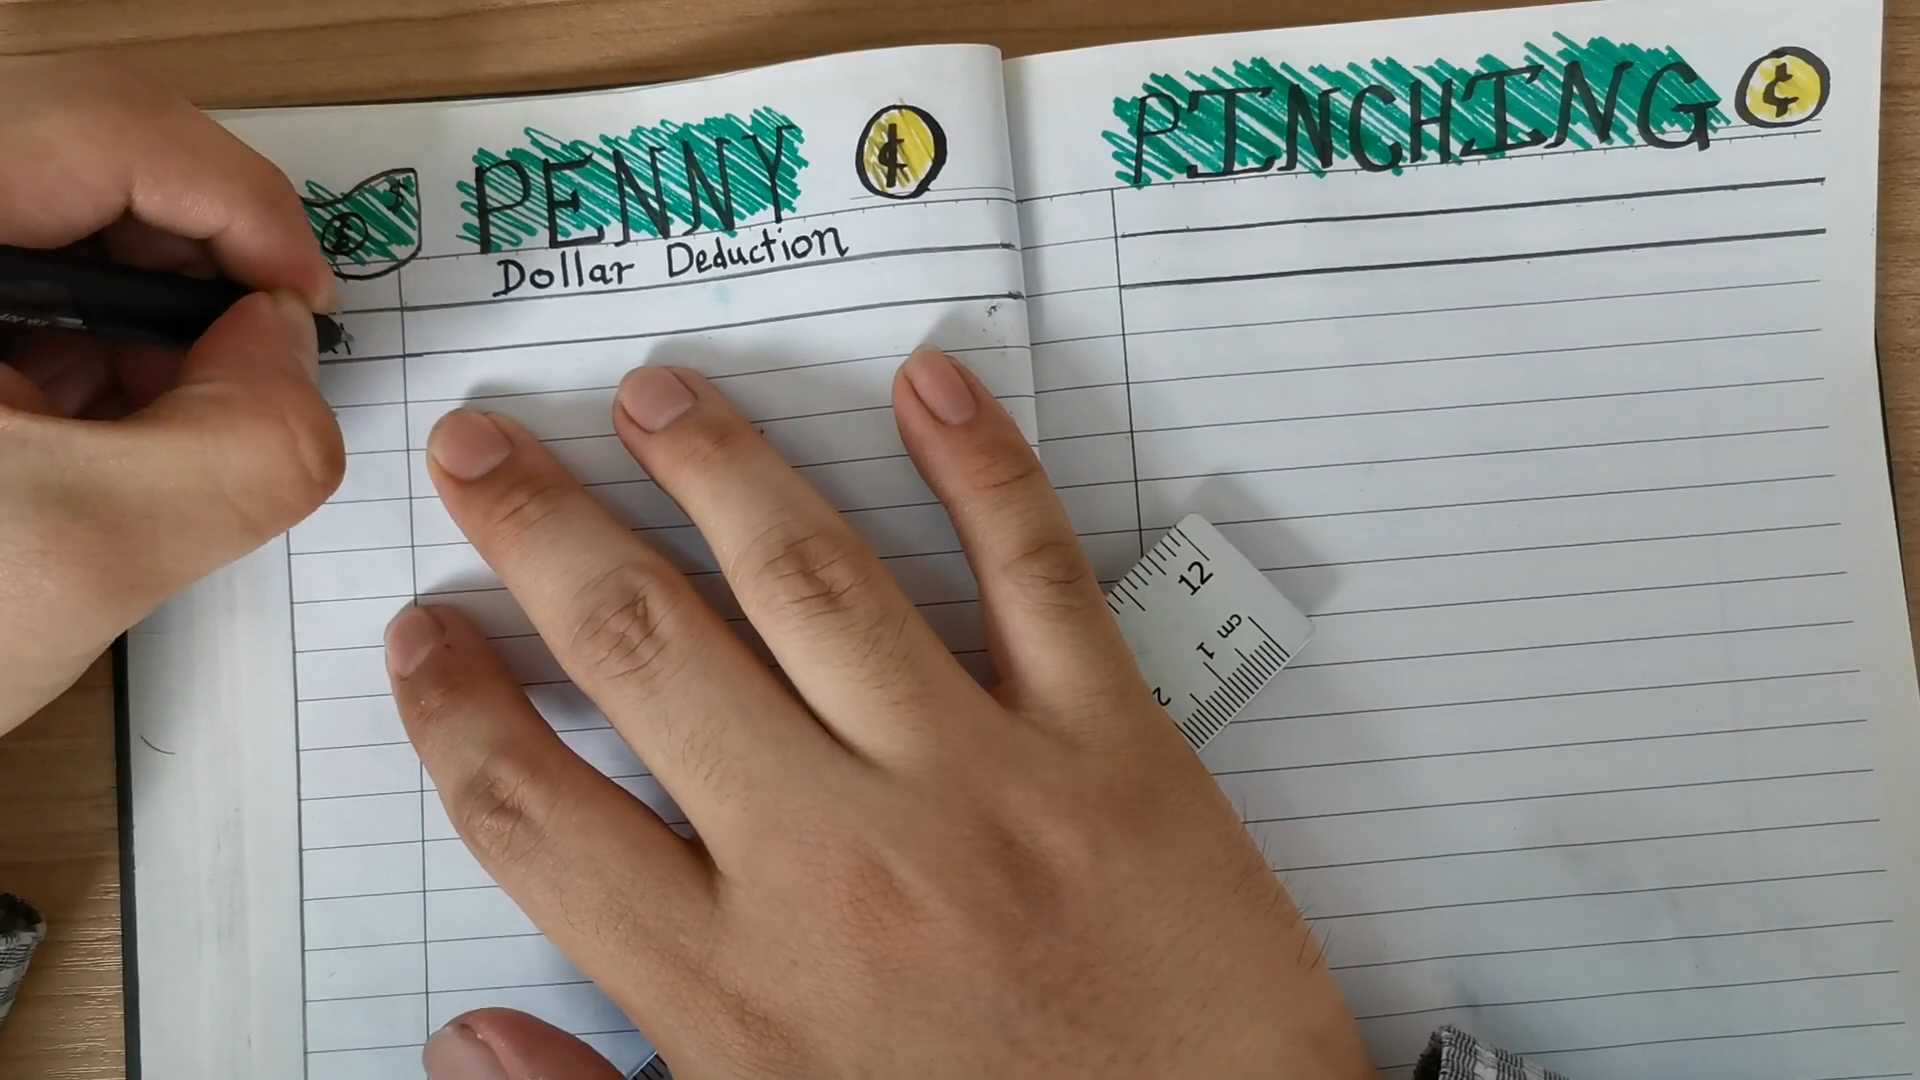 PENNY ¢ PINCHING ¢
Dollar Deduction
12
cm
1
2